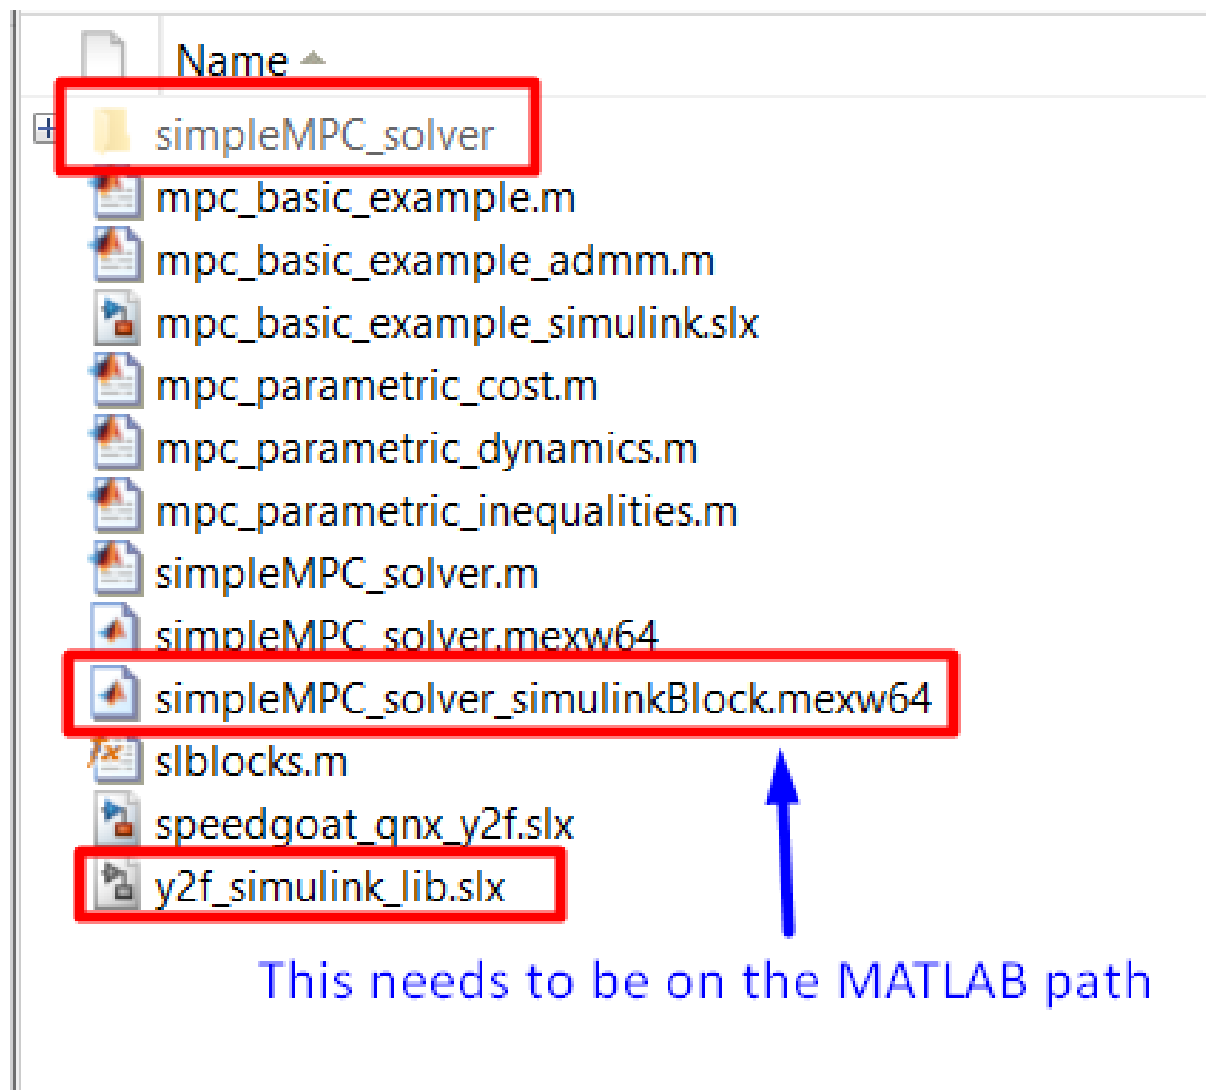 Name
simpleMPC_solver
mpc_basic_example.m
mpc_basic_example_admm.m
mpc_basic_example_simulink.slx
mpc_parametric_cost.m
mpc_parametric_dynamics.m
mpc_parametric_inequalities.m
simpleMPC_solver.m
simpleMPC_solver.mexw64
simpleMPC_solver_simulinkBlock.mexw64
slblocks.m
speedgoat_qnx_y2f.slx
y2f_simulink_lib.slx
This needs to be on the MATLAB path